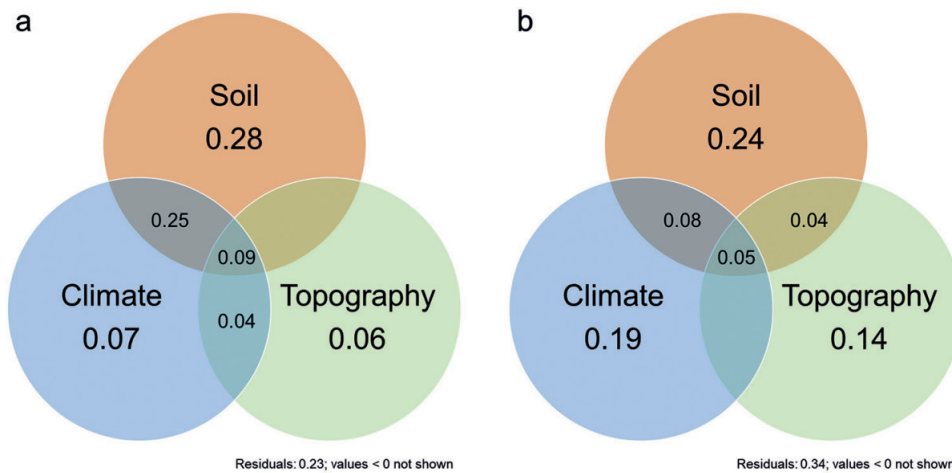 a
Soil
0.28
0.25
0.09
Climate
0.07
0.04
Topography
0.06
Residuals: 0.23; values < 0 not shown
b
Soil
0.24
0.08
0.04
0.05
Climate
0.19
Topography
0.14
Residuals: 0.34; values < 0 not shown